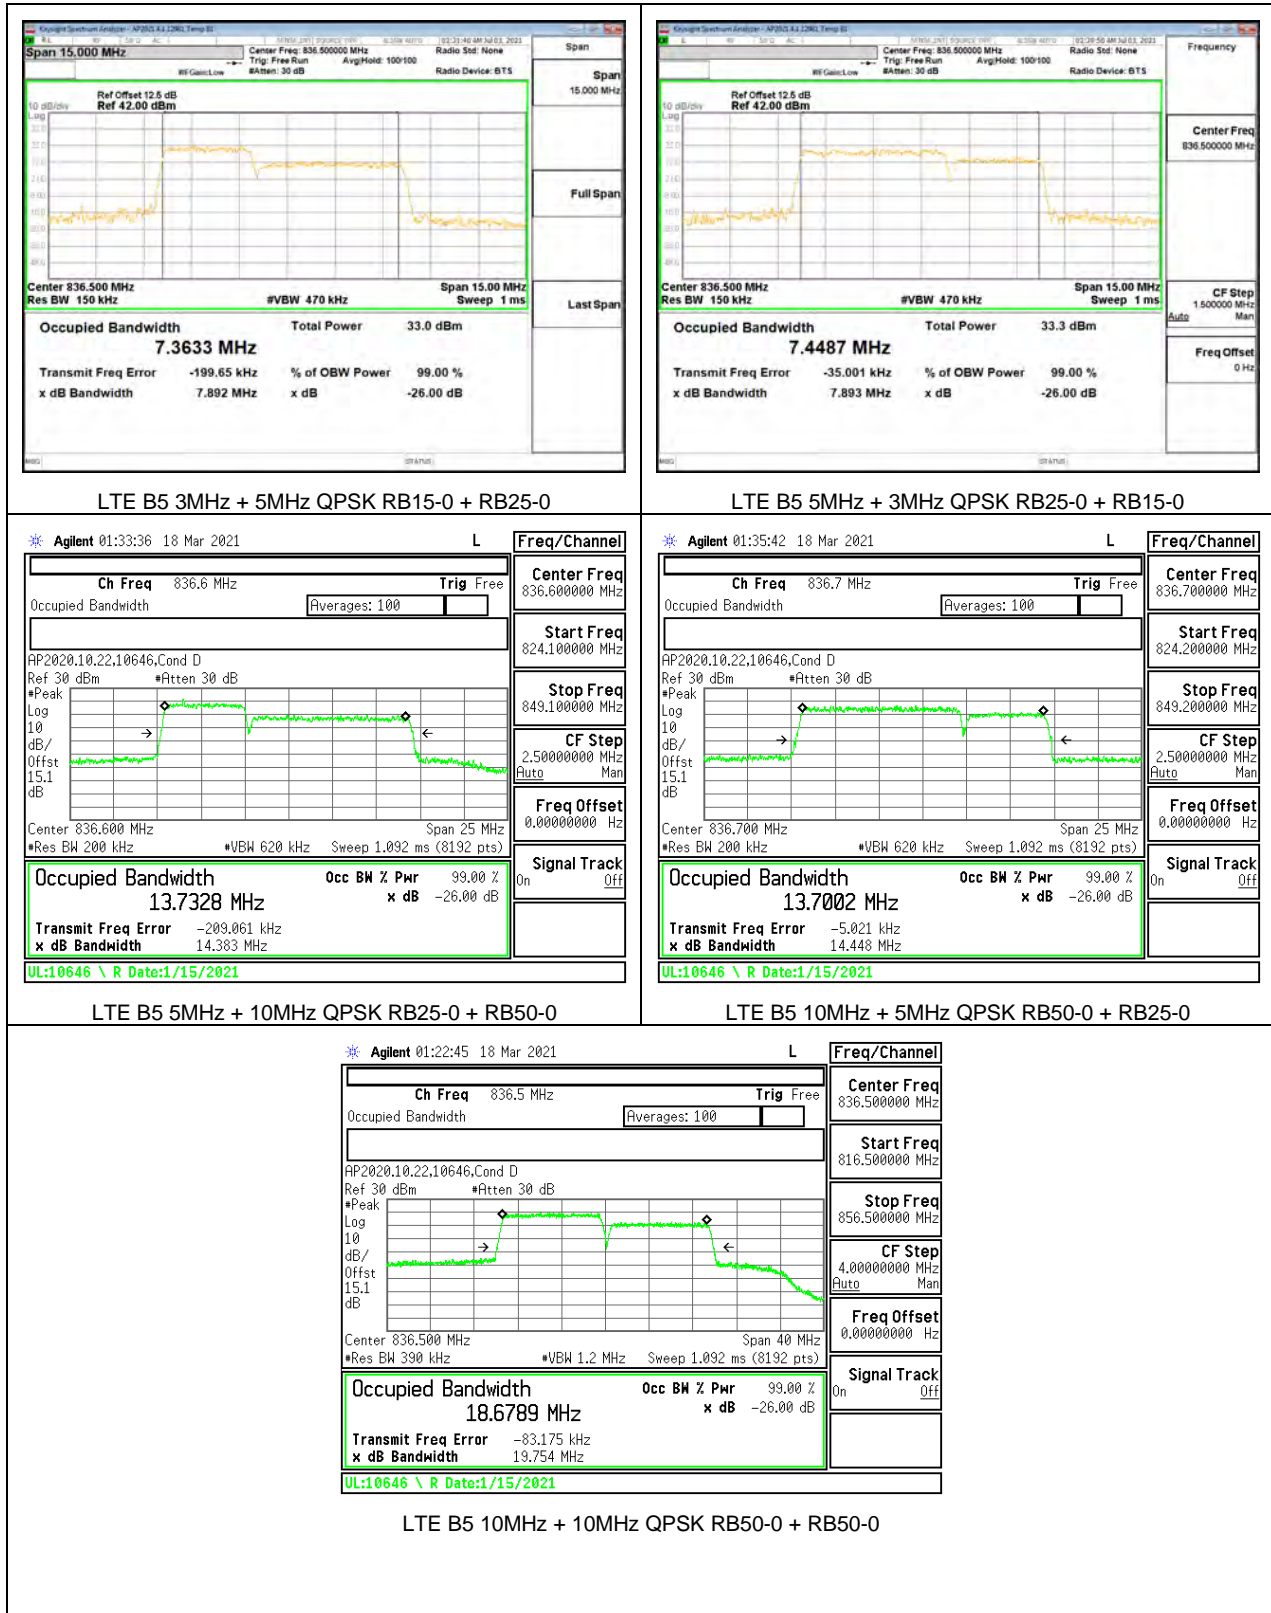 Span 15.000 MHz
Center Freq: 836.500000 MHz
Radio Std: None
Trig: Free Run
Avg|Hold: 100/100
#IFGain:Low
#Atten: 30 dB
Radio Device: BTS
Ref Offset 12.5 dB
10 dB/div
Ref 42.00 dBm
Log
Center 836.500 MHz
Span 15.00 MHz
Res BW 150 kHz
#VBW 470 kHz
Sweep 1 ms
Occupied Bandwidth
Total Power
33.0 dBm
7.3633 MHz
Transmit Freq Error
-199.65 kHz
% of OBW Power
99.00 %
x dB Bandwidth
7.892 MHz
x dB
-26.00 dB
MSG
STATUS
Span
Span
15.000 MHz
Full Span
Last Span
LTE B5 3MHz + 5MHz QPSK RB15-0 + RB25-0
Center Freq: 836.500000 MHz
Radio Std: None
Trig: Free Run
Avg|Hold: 100/100
#IFGain:Low
#Atten: 30 dB
Radio Device: BTS
Ref Offset 12.5 dB
10 dB/div
Ref 42.00 dBm
Log
Center 836.500 MHz
Span 15.00 MHz
Res BW 150 kHz
#VBW 470 kHz
Sweep 1 ms
Occupied Bandwidth
Total Power
33.3 dBm
7.4487 MHz
Transmit Freq Error
-35.001 kHz
% of OBW Power
99.00 %
x dB Bandwidth
7.893 MHz
x dB
-26.00 dB
MSG
STATUS
Frequency
Center Freq
836.500000 MHz
CF Step
1.500000 MHz
Auto Man
Freq Offset
0 Hz
LTE B5 5MHz + 3MHz QPSK RB25-0 + RB15-0
Agilent 01:33:36 18 Mar 2021
L
Ch Freq 836.6 MHz
Trig Free
Occupied Bandwidth
Averages: 100
AP2020.10.22,10646,Cond D
Ref 30 dBm
#Atten 30 dB
#Peak
Log
10
dB/
Offst
15.1
dB
Center 836.600 MHz
Span 25 MHz
#Res BW 200 kHz
#VBW 620 kHz
Sweep 1.092 ms (8192 pts)
Occupied Bandwidth
Occ BW % Pwr 99.00 %
13.7328 MHz
x dB -26.00 dB
Transmit Freq Error -209.061 kHz
x dB Bandwidth 14.383 MHz
UL:10646 \ R Date:1/15/2021
Freq/Channel
Center Freq
836.600000 MHz
Start Freq
824.100000 MHz
Stop Freq
849.100000 MHz
CF Step
2.50000000 MHz
Auto Man
Freq Offset
0.00000000 Hz
Signal Track
On Off
LTE B5 5MHz + 10MHz QPSK RB25-0 + RB50-0
Agilent 01:35:42 18 Mar 2021
L
Ch Freq 836.7 MHz
Trig Free
Occupied Bandwidth
Averages: 100
AP2020.10.22,10646,Cond D
Ref 30 dBm
#Atten 30 dB
#Peak
Log
10
dB/
Offst
15.1
dB
Center 836.700 MHz
Span 25 MHz
#Res BW 200 kHz
#VBW 620 kHz
Sweep 1.092 ms (8192 pts)
Occupied Bandwidth
Occ BW % Pwr 99.00 %
13.7002 MHz
x dB -26.00 dB
Transmit Freq Error -5.021 kHz
x dB Bandwidth 14.448 MHz
UL:10646 \ R Date:1/15/2021
Freq/Channel
Center Freq
836.700000 MHz
Start Freq
824.200000 MHz
Stop Freq
849.200000 MHz
CF Step
2.50000000 MHz
Auto Man
Freq Offset
0.00000000 Hz
Signal Track
On Off
LTE B5 10MHz + 5MHz QPSK RB50-0 + RB25-0
Agilent 01:22:45 18 Mar 2021
L
Ch Freq 836.5 MHz
Trig Free
Occupied Bandwidth
Averages: 100
AP2020.10.22,10646,Cond D
Ref 30 dBm
#Atten 30 dB
#Peak
Log
10
dB/
Offst
15.1
dB
Center 836.500 MHz
Span 40 MHz
#Res BW 390 kHz
#VBW 1.2 MHz
Sweep 1.092 ms (8192 pts)
Occupied Bandwidth
Occ BW % Pwr 99.00 %
18.6789 MHz
x dB -26.00 dB
Transmit Freq Error -83.175 kHz
x dB Bandwidth 19.754 MHz
UL:10646 \ R Date:1/15/2021
Freq/Channel
Center Freq
836.500000 MHz
Start Freq
816.500000 MHz
Stop Freq
856.500000 MHz
CF Step
4.00000000 MHz
Auto Man
Freq Offset
0.00000000 Hz
Signal Track
On Off
LTE B5 10MHz + 10MHz QPSK RB50-0 + RB50-0